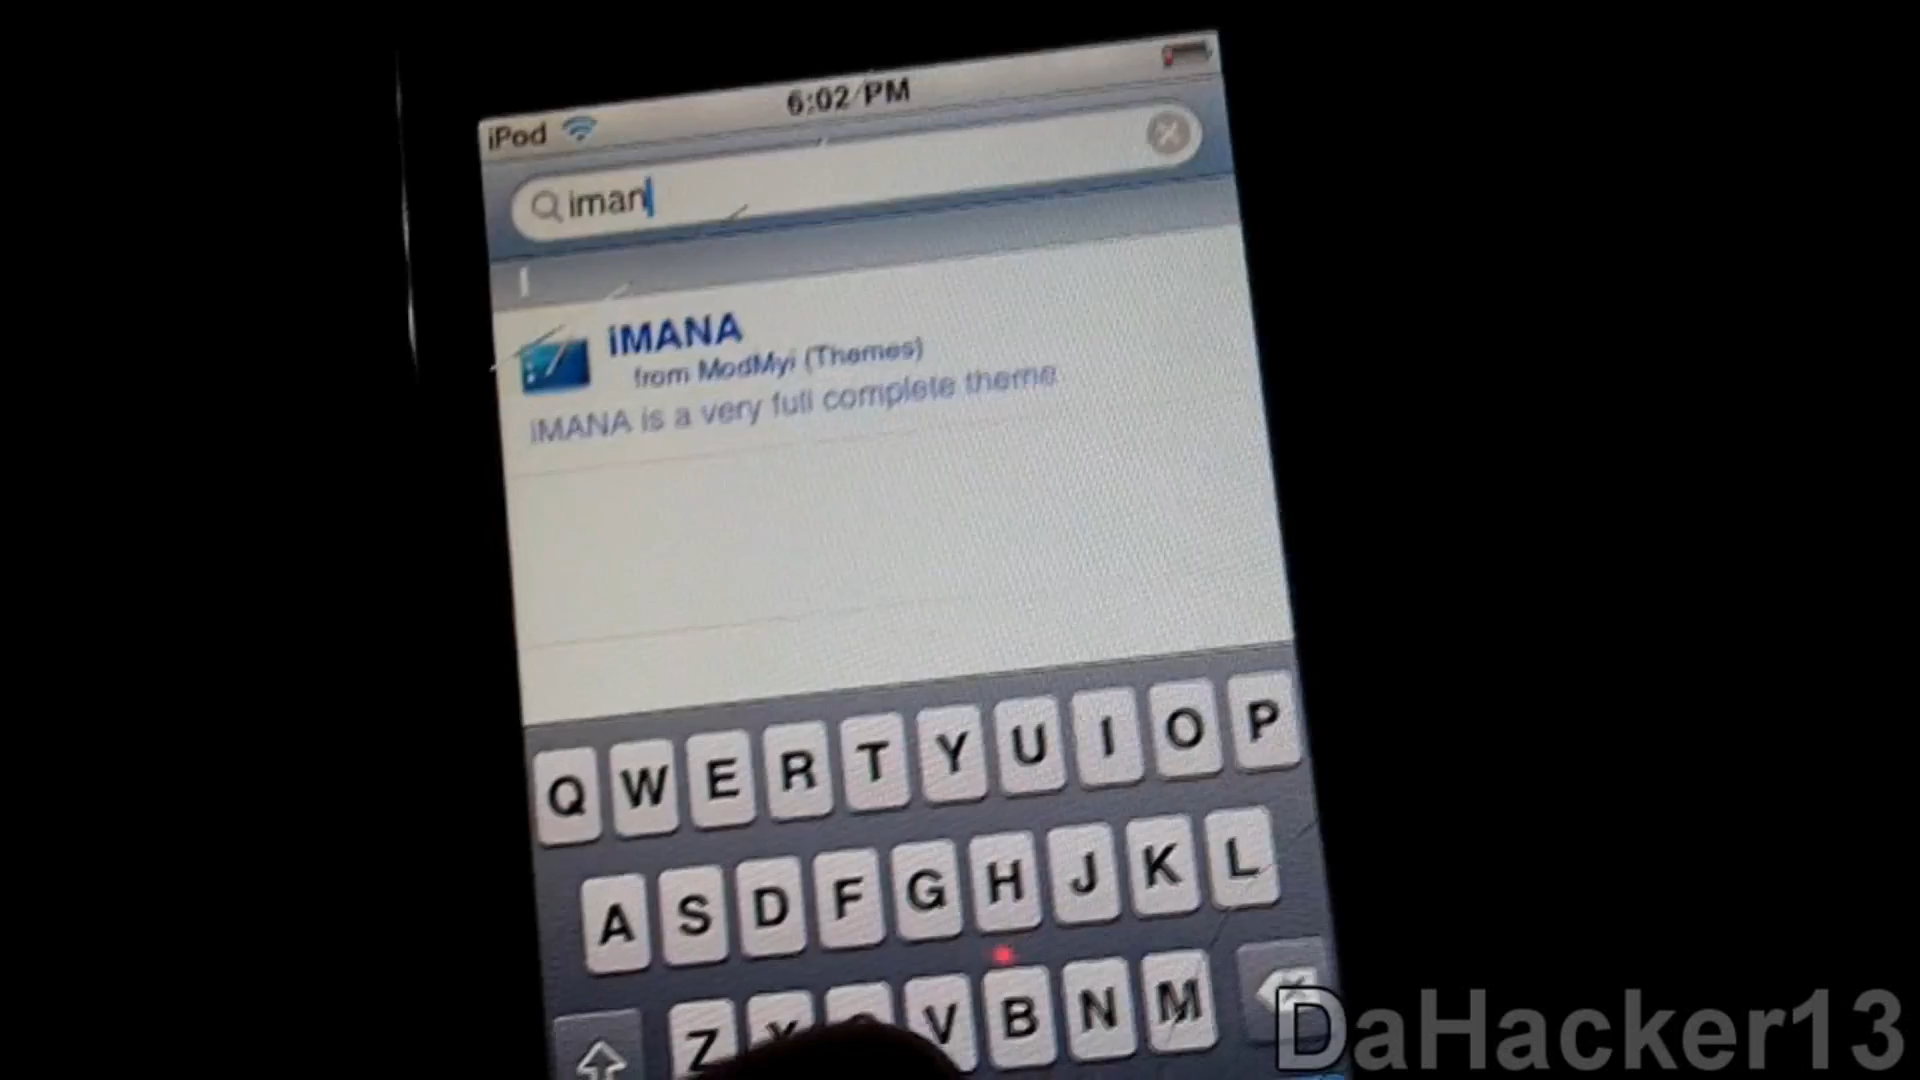 6:02 PM
iPod
iman
I
iMANA
from ModMyi (Themes)
iMANA is a very full complete theme
Q W E R T Y U I O P
A S D F G H J K L
Z X V B N M
DaHacker13